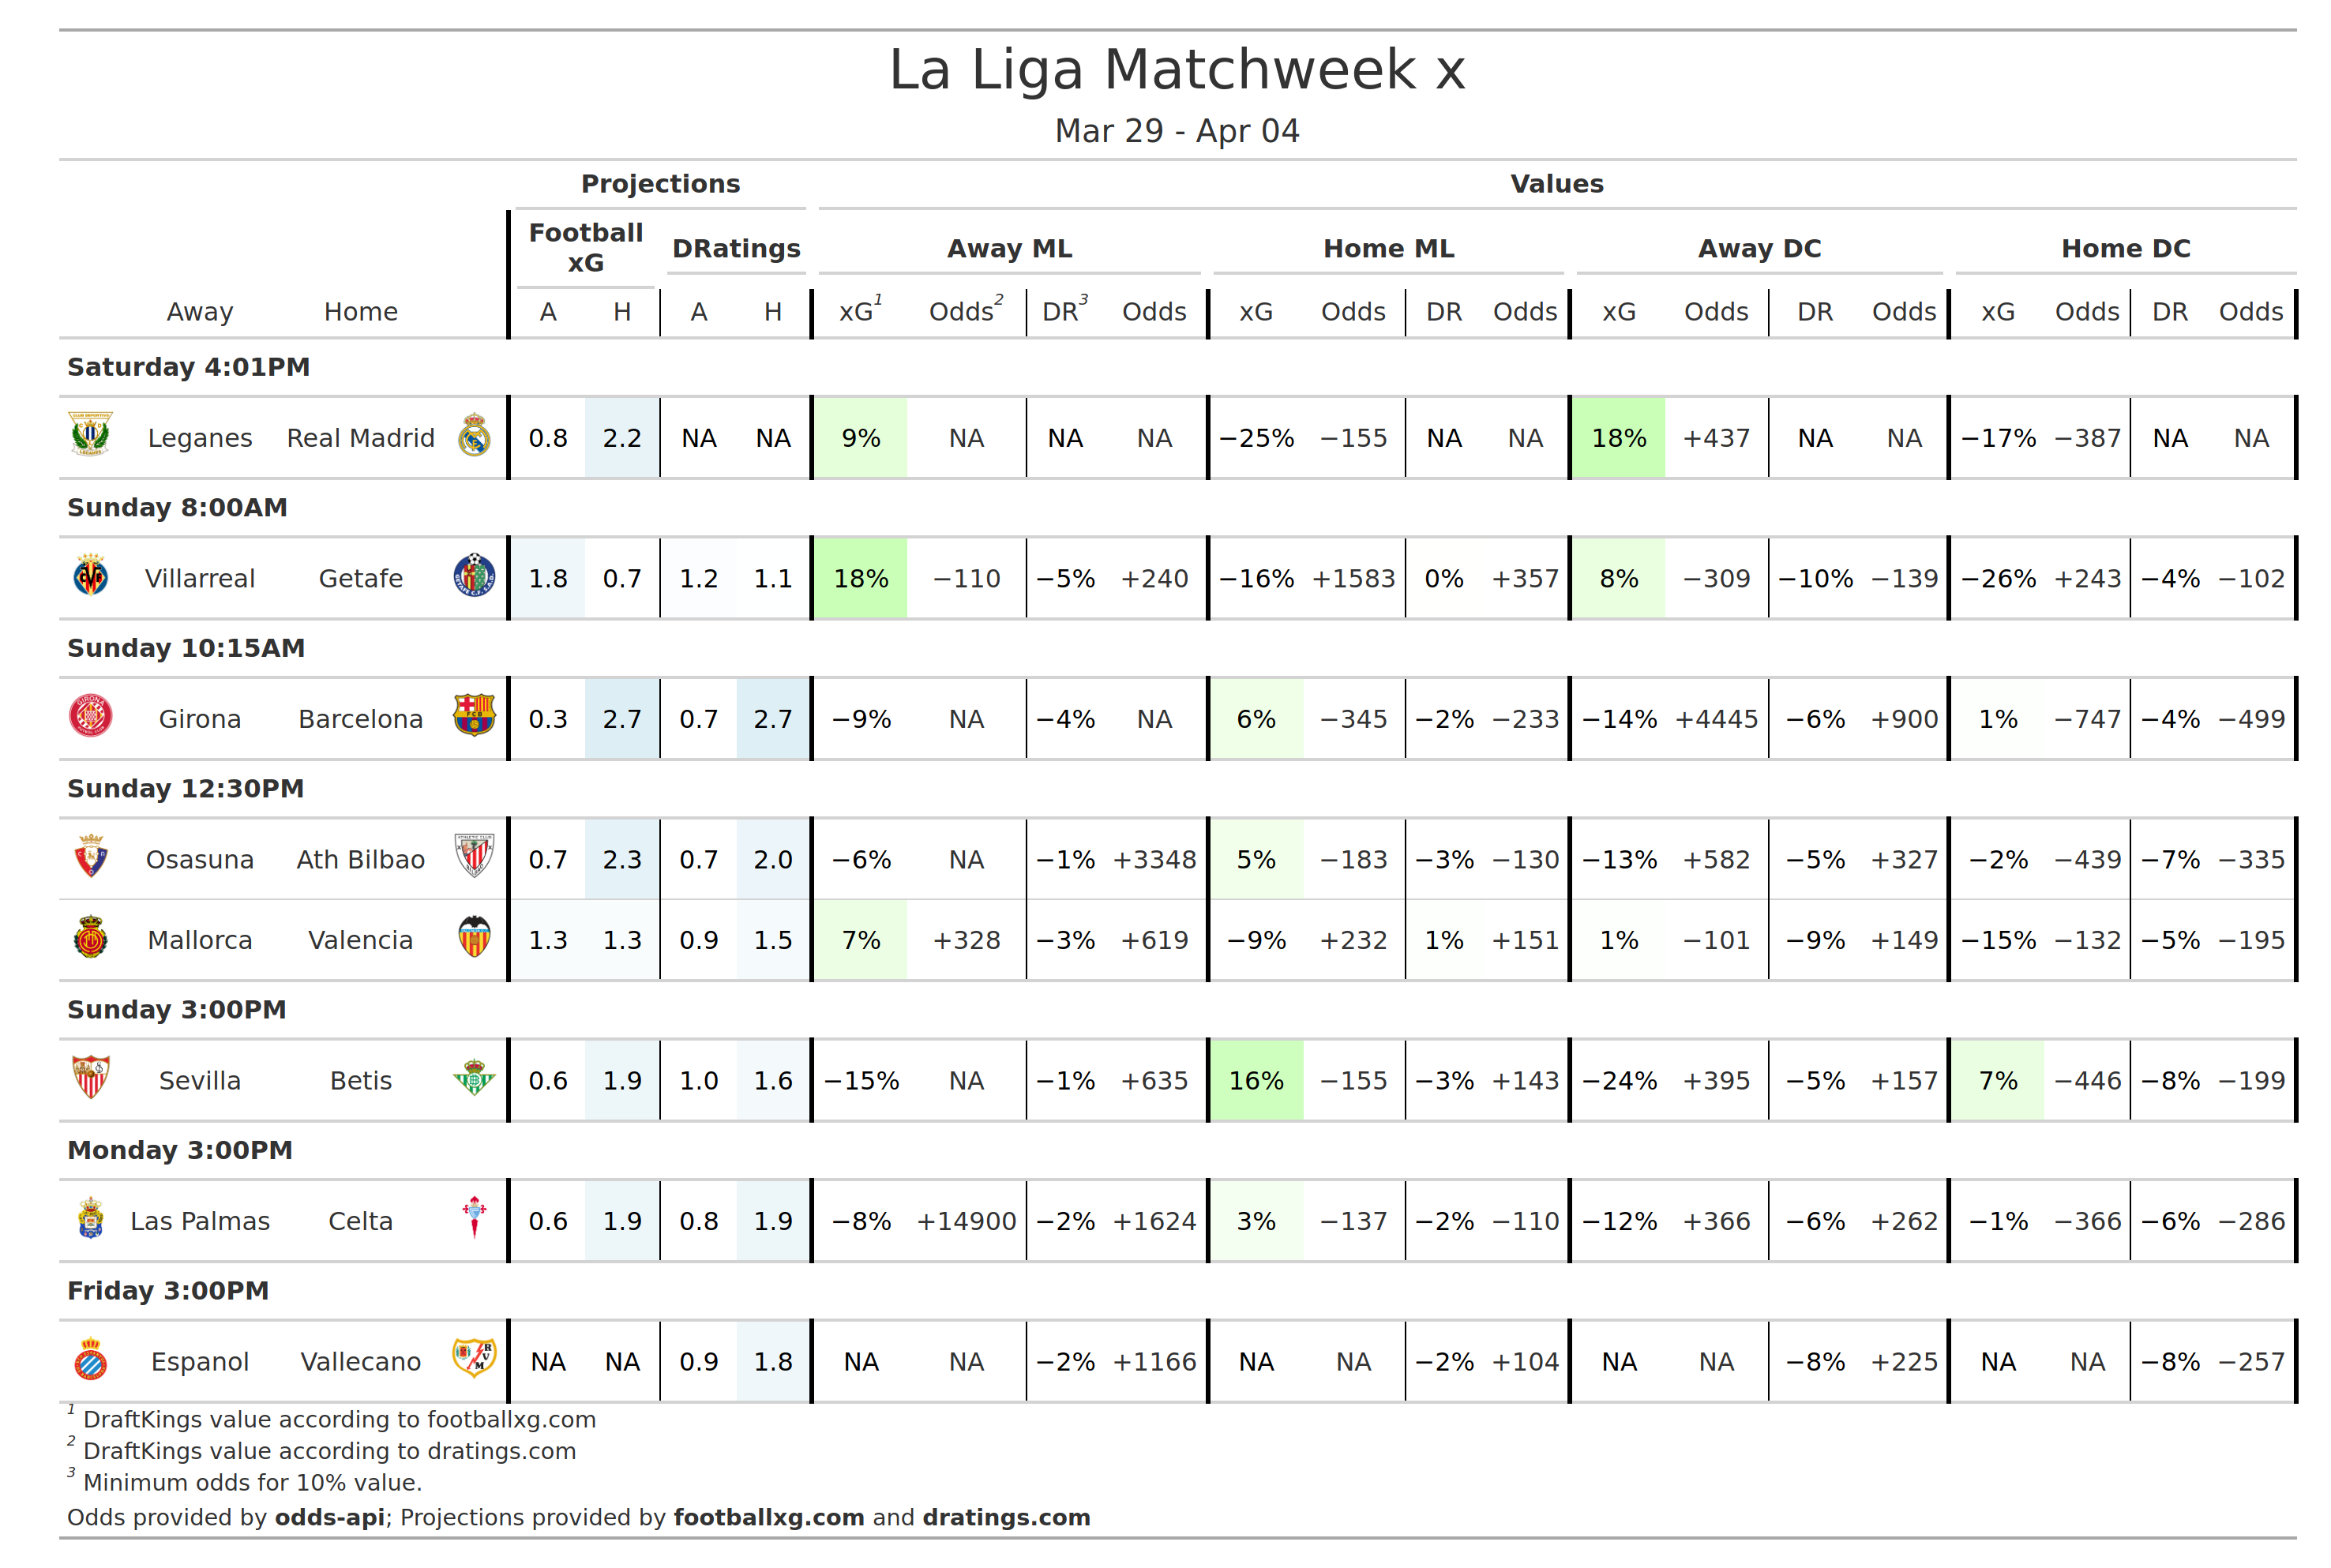 La Liga Matchweek x
Mar 29 - Apr 04
Projections Values
Football xG DRatings Away ML Home ML Away DC Home DC
Away Home A H A H xG1 Odds2 DR3 Odds xG Odds DR Odds xG Odds DR Odds xG Odds DR Odds
Saturday 4:01PM
Leganes Real Madrid 0.8 2.2 NA NA 9% NA NA NA −25% −155 NA NA 18% +437 NA NA −17% −387 NA NA
Sunday 8:00AM
Villarreal Getafe 1.8 0.7 1.2 1.1 18% −110 −5% +240 −16% +1583 0% +357 8% −309 −10% −139 −26% +243 −4% −102
Sunday 10:15AM
Girona Barcelona 0.3 2.7 0.7 2.7 −9% NA −4% NA 6% −345 −2% −233 −14% +4445 −6% +900 1% −747 −4% −499
Sunday 12:30PM
Osasuna Ath Bilbao 0.7 2.3 0.7 2.0 −6% NA −1% +3348 5% −183 −3% −130 −13% +582 −5% +327 −2% −439 −7% −335
Mallorca Valencia 1.3 1.3 0.9 1.5 7% +328 −3% +619 −9% +232 1% +151 1% −101 −9% +149 −15% −132 −5% −195
Sunday 3:00PM
Sevilla Betis 0.6 1.9 1.0 1.6 −15% NA −1% +635 16% −155 −3% +143 −24% +395 −5% +157 7% −446 −8% −199
Monday 3:00PM
Las Palmas Celta 0.6 1.9 0.8 1.9 −8% +14900 −2% +1624 3% −137 −2% −110 −12% +366 −6% +262 −1% −366 −6% −286
Friday 3:00PM
Espanol Vallecano NA NA 0.9 1.8 NA NA −2% +1166 NA NA −2% +104 NA NA −8% +225 NA NA −8% −257
1 DraftKings value according to footballxg.com
2 DraftKings value according to dratings.com
3 Minimum odds for 10% value.
Odds provided by odds-api; Projections provided by footballxg.com and dratings.com